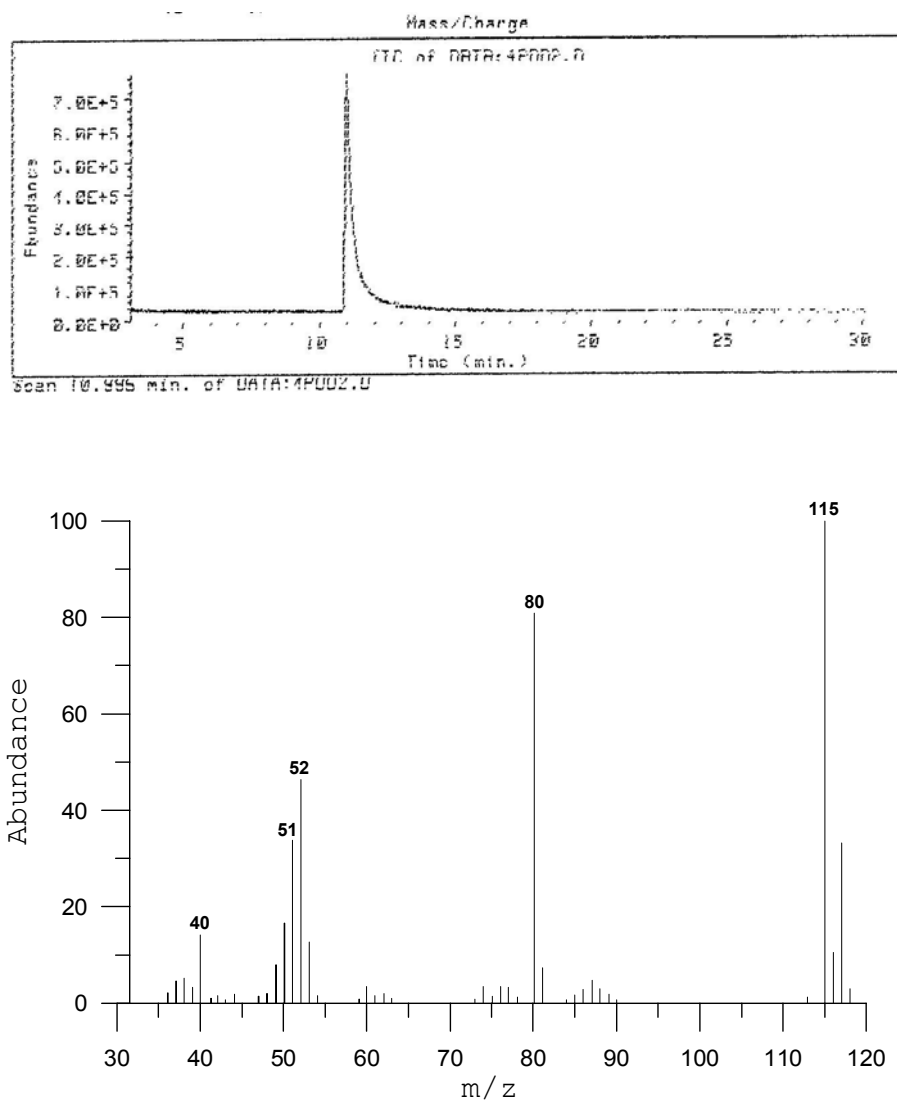 Mass/Charge
TIC of DATA:4P002.D
7.0E+5
6.0E+5
5.0E+5
4.0E+5
3.0E+5
2.0E+5
1.0E+5
0.0E+0
Abundance
5 10 15 20 25 30
Time (min.)
Scan 10.995 min. of DATA:4P002.D
100
80
60
40
20
0
Abundance
115
80
52
51
40
30 40 50 60 70 80 90 100 110 120
m/z